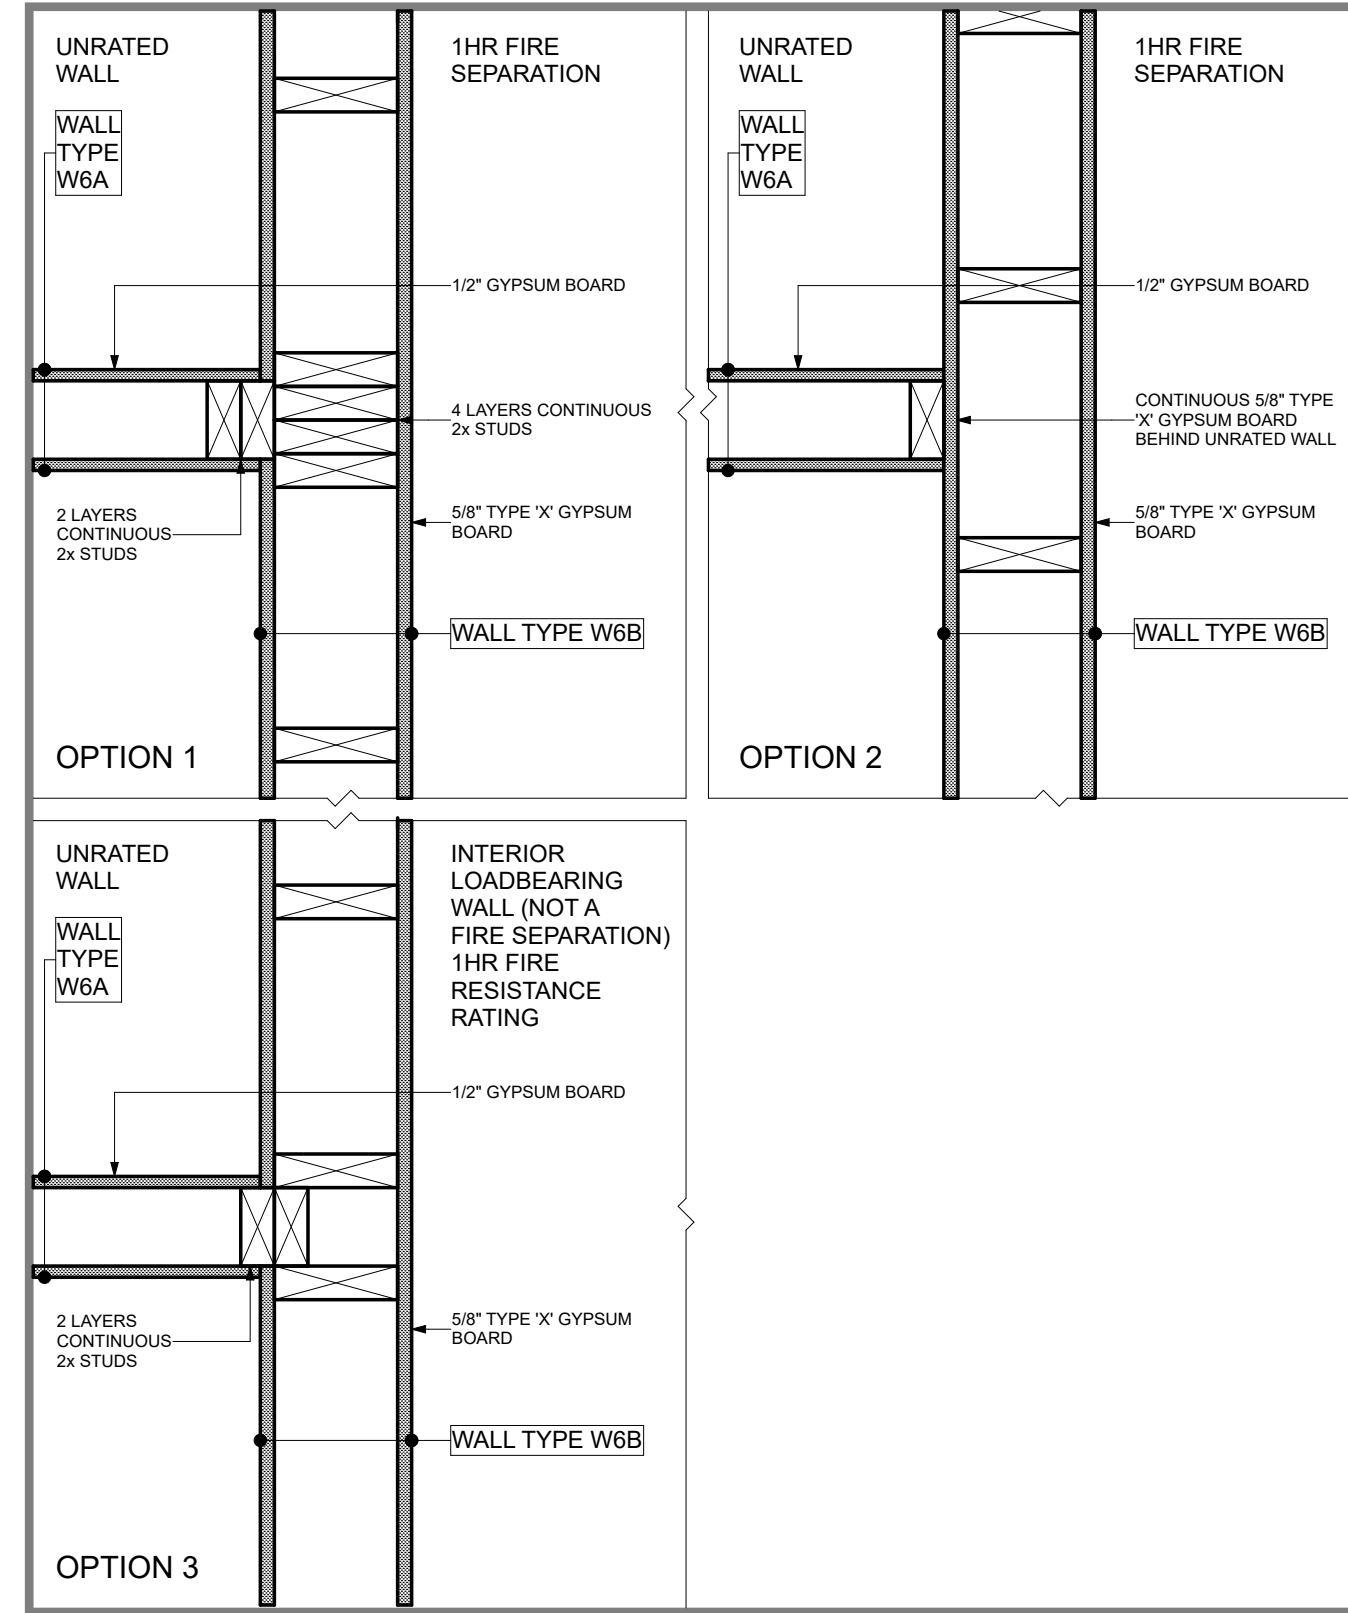 UNRATED
WALL
1HR FIRE
SEPARATION
WALL
TYPE
W6A
1/2" GYPSUM BOARD
4 LAYERS CONTINUOUS
2x STUDS
2 LAYERS
CONTINUOUS
2x STUDS
5/8" TYPE 'X' GYPSUM
BOARD
WALL TYPE W6B
OPTION 1
UNRATED
WALL
1HR FIRE
SEPARATION
WALL
TYPE
W6A
1/2" GYPSUM BOARD
CONTINUOUS 5/8" TYPE
'X' GYPSUM BOARD
BEHIND UNRATED WALL
5/8" TYPE 'X' GYPSUM
BOARD
WALL TYPE W6B
OPTION 2
UNRATED
WALL
INTERIOR
LOADBEARING
WALL (NOT A
FIRE SEPARATION)
1HR FIRE
RESISTANCE
RATING
WALL
TYPE
W6A
1/2" GYPSUM BOARD
2 LAYERS
CONTINUOUS
2x STUDS
5/8" TYPE 'X' GYPSUM
BOARD
WALL TYPE W6B
OPTION 3